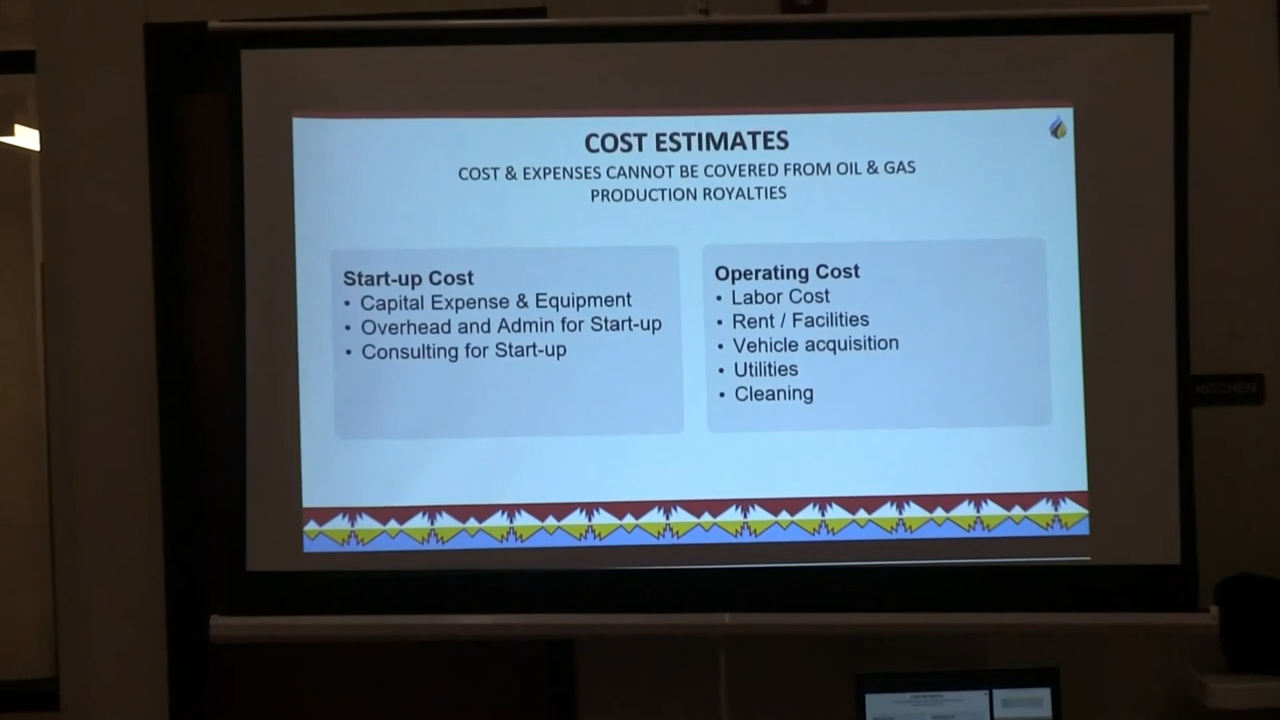 COST ESTIMATES
COST & EXPENSES CANNOT BE COVERED FROM OIL & GAS
PRODUCTION ROYALTIES
Start-up Cost
• Capital Expense & Equipment
• Overhead and Admin for Start-up
• Consulting for Start-up
Operating Cost
• Labor Cost
• Rent / Facilities
• Vehicle acquisition
• Utilities
• Cleaning
KITCHEN